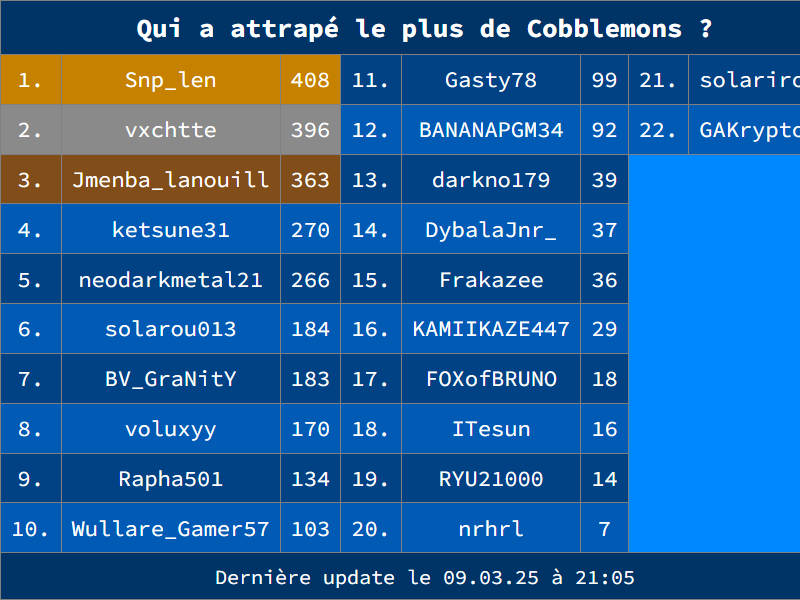 Qui a attrapé le plus de Cobblemons ?
1. Snp_len 408
2. vxchtte 396
3. Jmenba_lanouill 363
4. ketsune31 270
5. neodarkmetal21 266
6. solarou013 184
7. BV_GraNitY 183
8. voluxyy 170
9. Rapha501 134
10. Wullare_Gamer57 103
11. Gasty78 99
12. BANANAPGM34 92
13. darkno179 39
14. DybalaJnr_ 37
15. Frakazee 36
16. KAMIIKAZE447 29
17. FOXofBRUNO 18
18. ITesun 16
19. RYU21000 14
20. nrhrl 7
21.
22.
Dernière update le 09.03.25 à 21:05